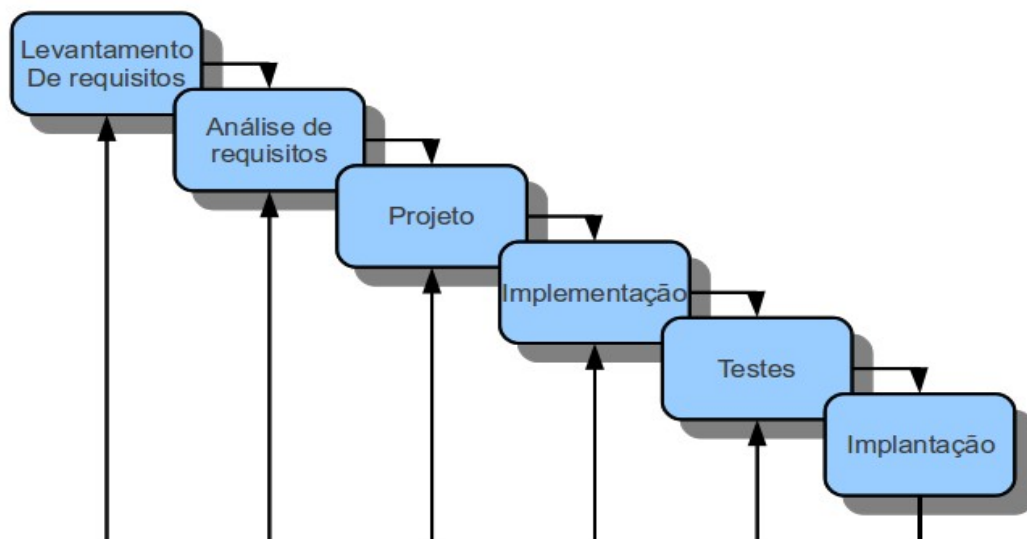 Levantamento
De requisitos
Análise de
requisitos
Projeto
Implementação
Testes
Implantação